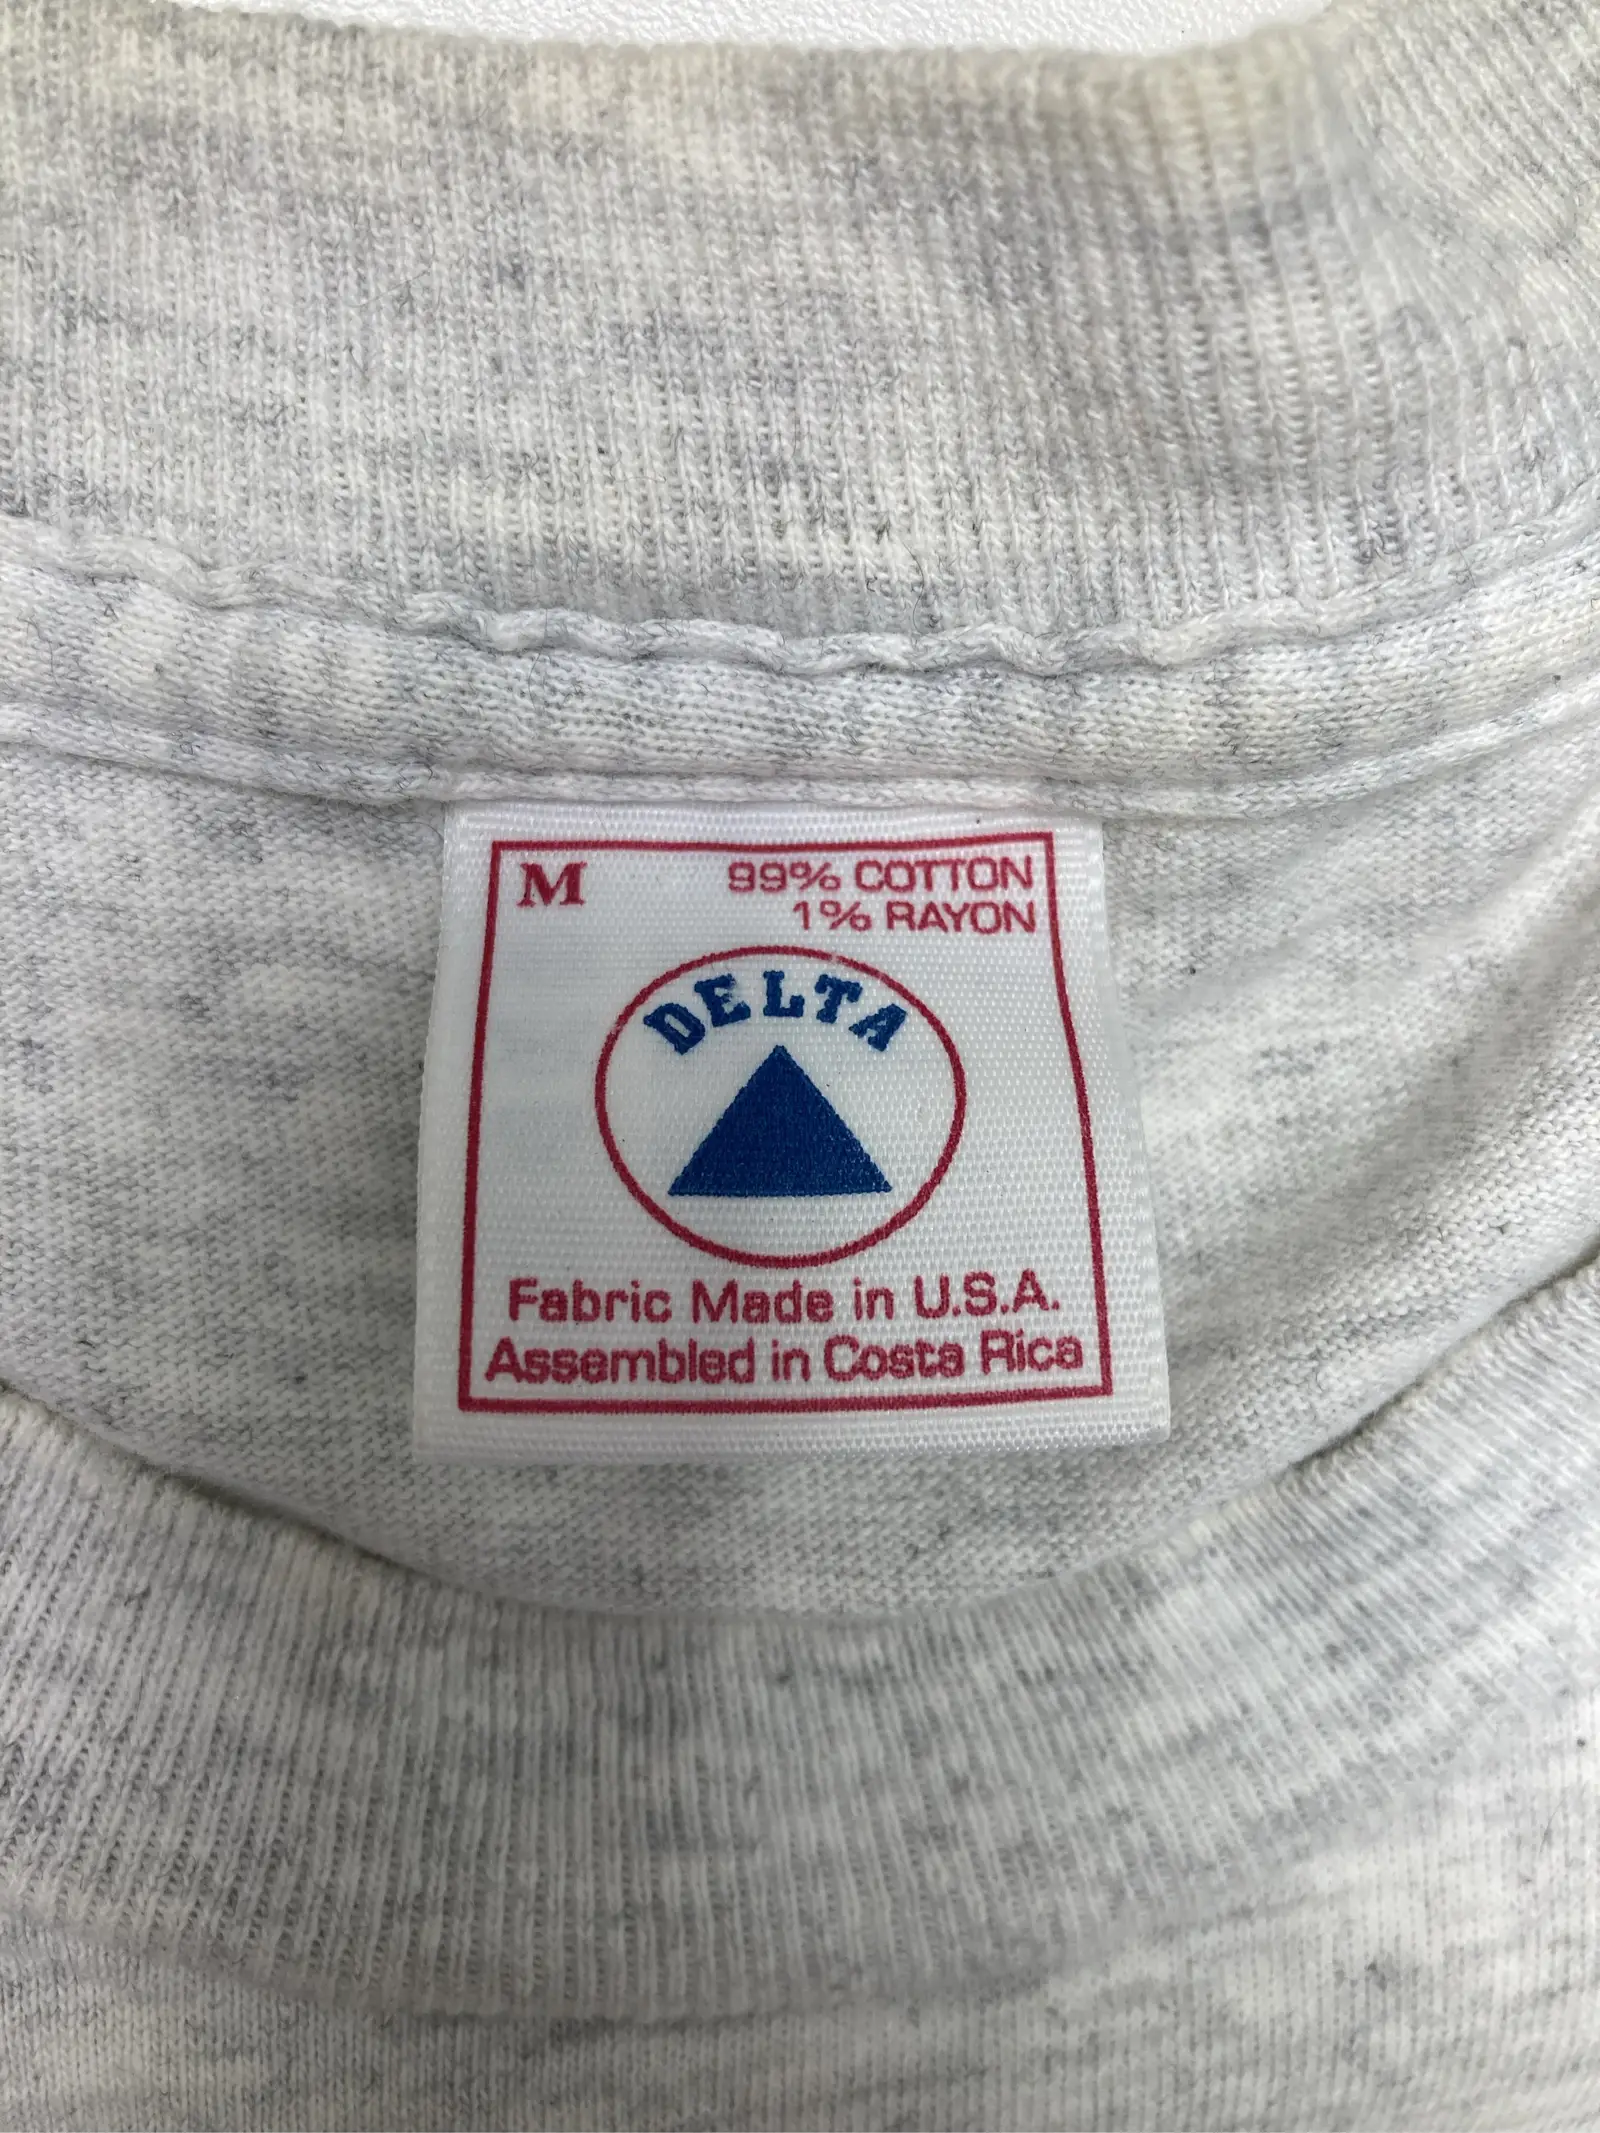 M
99% COTTON
1% RAYON
DELTA
Fabric Made in U.S.A.
Assembled in Costa Rica